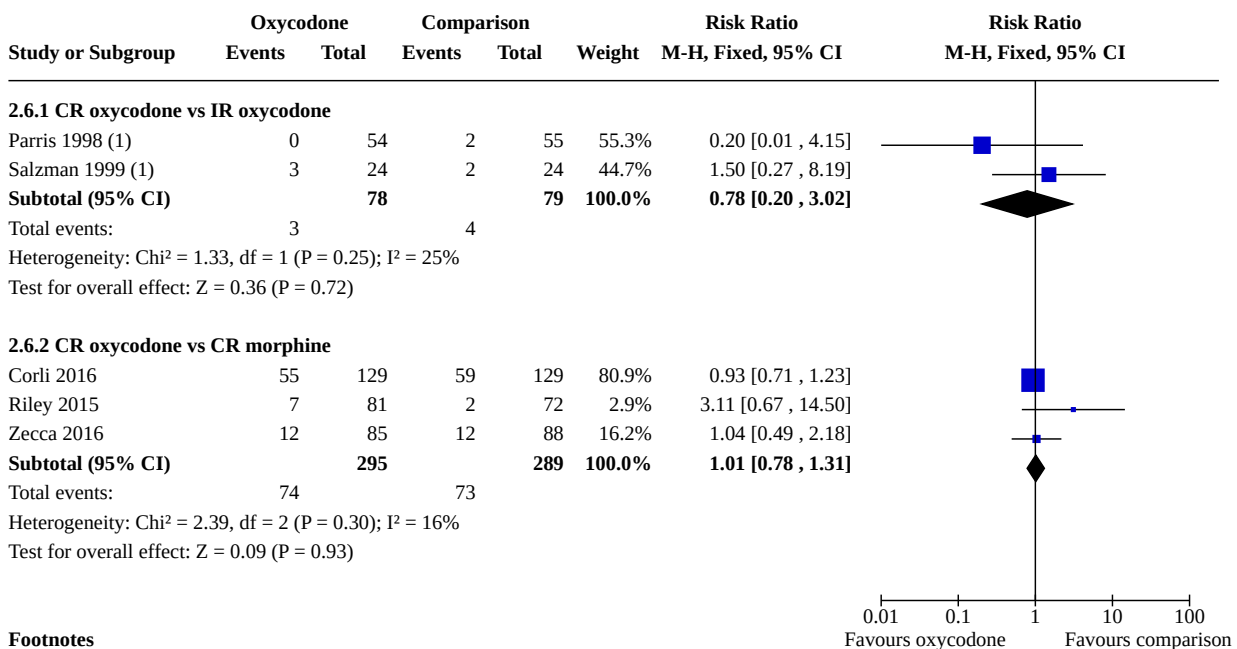 Oxycodone Comparison Risk Ratio Risk Ratio
Study or Subgroup Events Total Events Total Weight M-H, Fixed, 95% CI M-H, Fixed, 95% CI
2.6.1 CR oxycodone vs IR oxycodone
Parris 1998 (1) 0 54 2 55 55.3% 0.20 [0.01 , 4.15]
Salzman 1999 (1) 3 24 2 24 44.7% 1.50 [0.27 , 8.19]
Subtotal (95% CI) 78 79 100.0% 0.78 [0.20 , 3.02]
Total events: 3 4
Heterogeneity: Chi² = 1.33, df = 1 (P = 0.25); I² = 25%
Test for overall effect: Z = 0.36 (P = 0.72)
2.6.2 CR oxycodone vs CR morphine
Corli 2016 55 129 59 129 80.9% 0.93 [0.71 , 1.23]
Riley 2015 7 81 2 72 2.9% 3.11 [0.67 , 14.50]
Zecca 2016 12 85 12 88 16.2% 1.04 [0.49 , 2.18]
Subtotal (95% CI) 295 289 100.0% 1.01 [0.78 , 1.31]
Total events: 74 73
Heterogeneity: Chi² = 2.39, df = 2 (P = 0.30); I² = 16%
Test for overall effect: Z = 0.09 (P = 0.93)
0.01 0.1 1 10 100
Footnotes Favours oxycodone Favours comparison